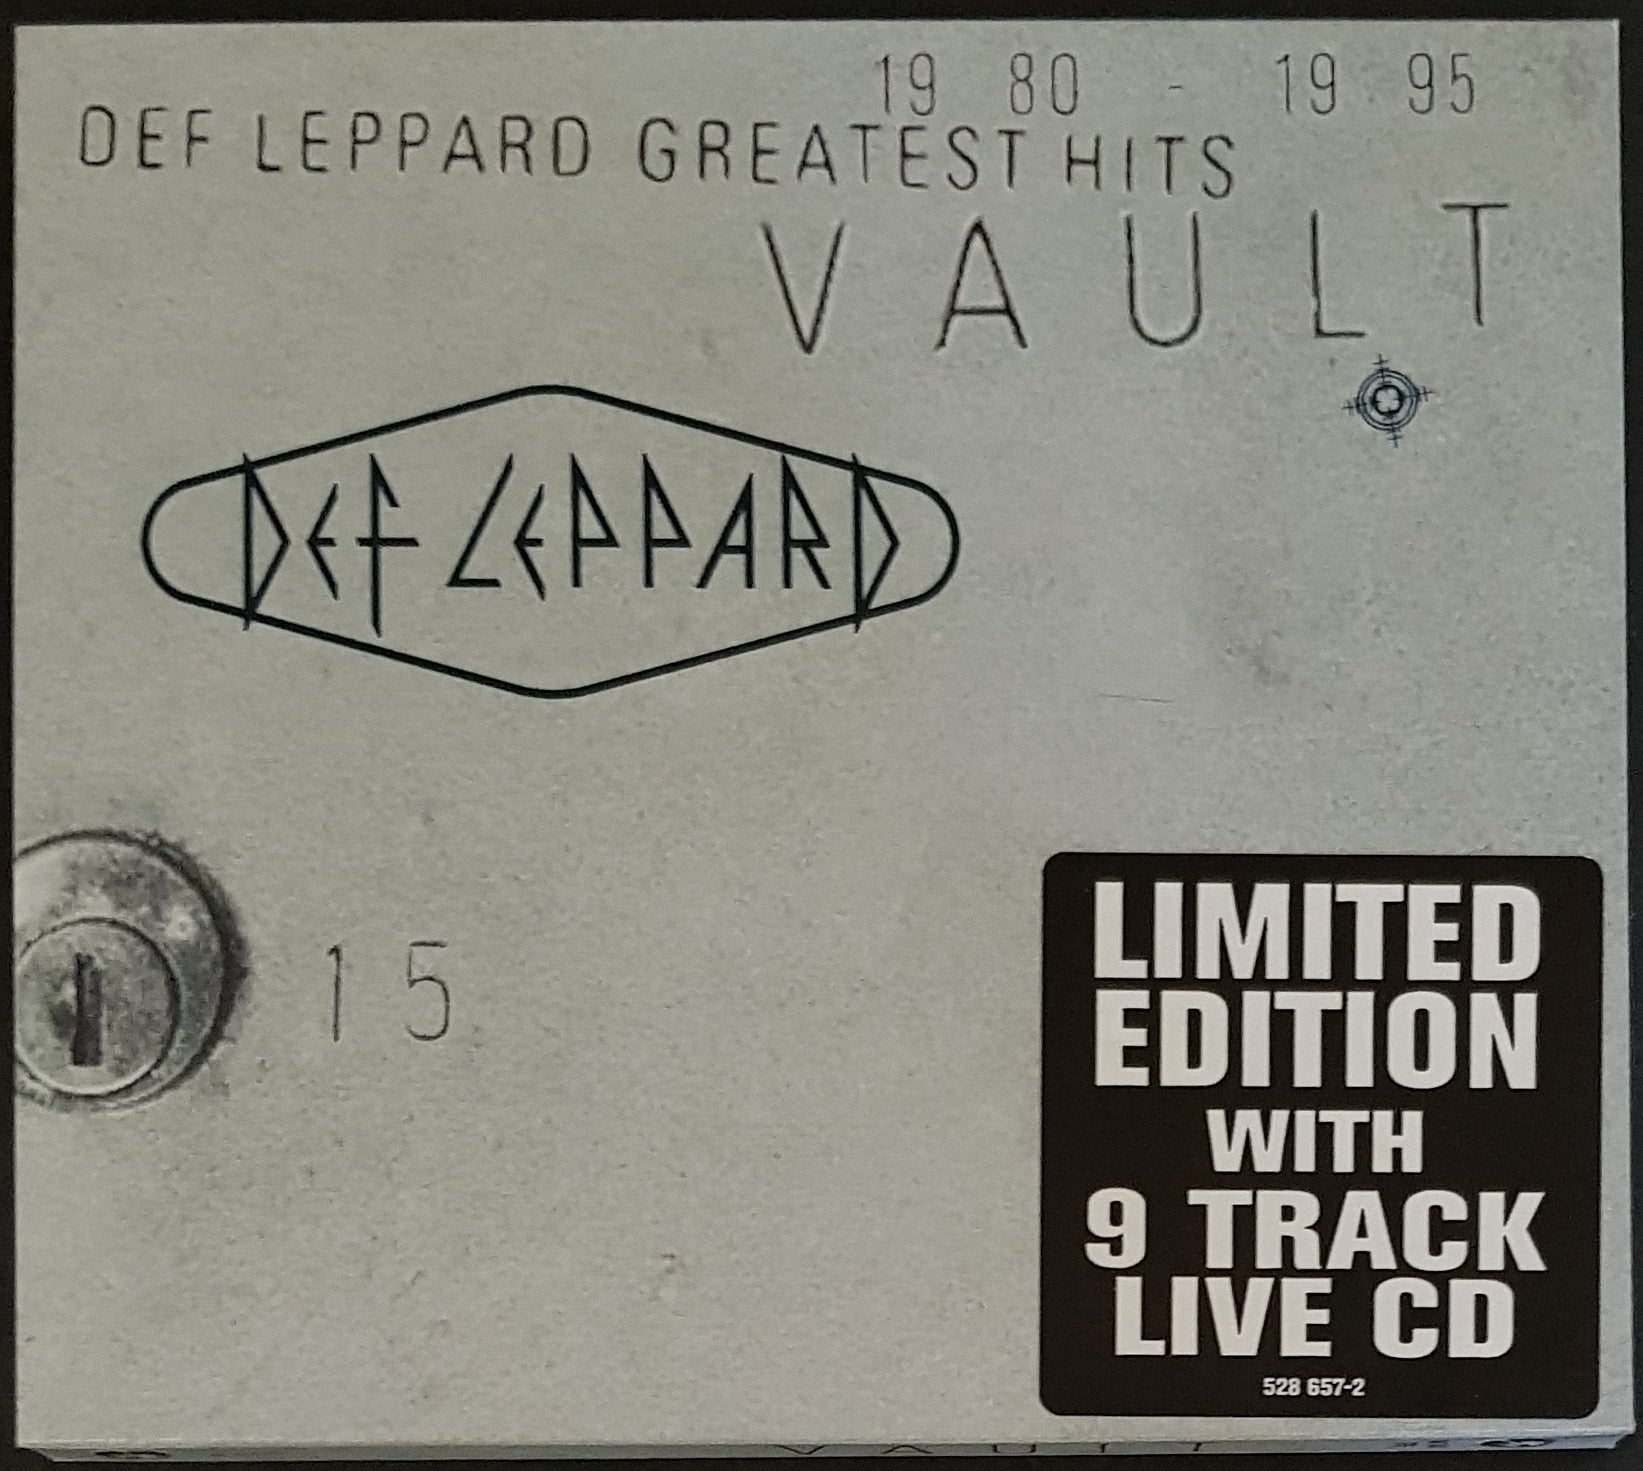 19 80 - 19 95
DEF LEPPARD GREATEST HITS
VAULT
DEF LEPPARD
15
LIMITED
EDITION
WITH
9 TRACK
LIVE CD
528 657-2
VAULT